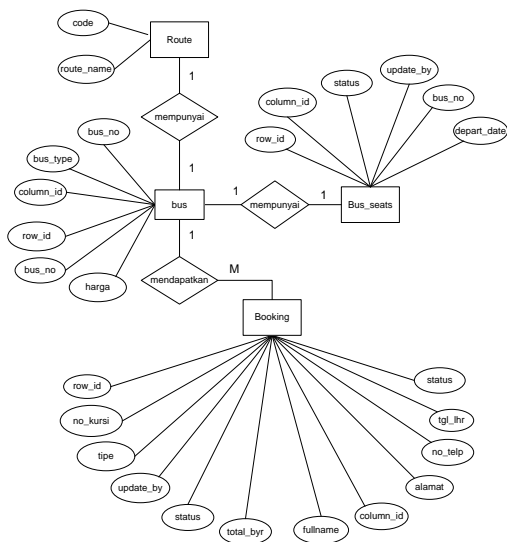 code
Route
route_name
1
mempunyai
1
bus_no
bus_type
column_id
row_id
bus_no
harga
bus
1
mempunyai
1
Bus_seats
row_id
column_id
status
update_by
bus_no
depart_date
1
mendapatkan
M
Booking
row_id
no_kursi
tipe
update_by
status
total_byr
fullname
column_id
alamat
no_telp
tgl_lhr
status